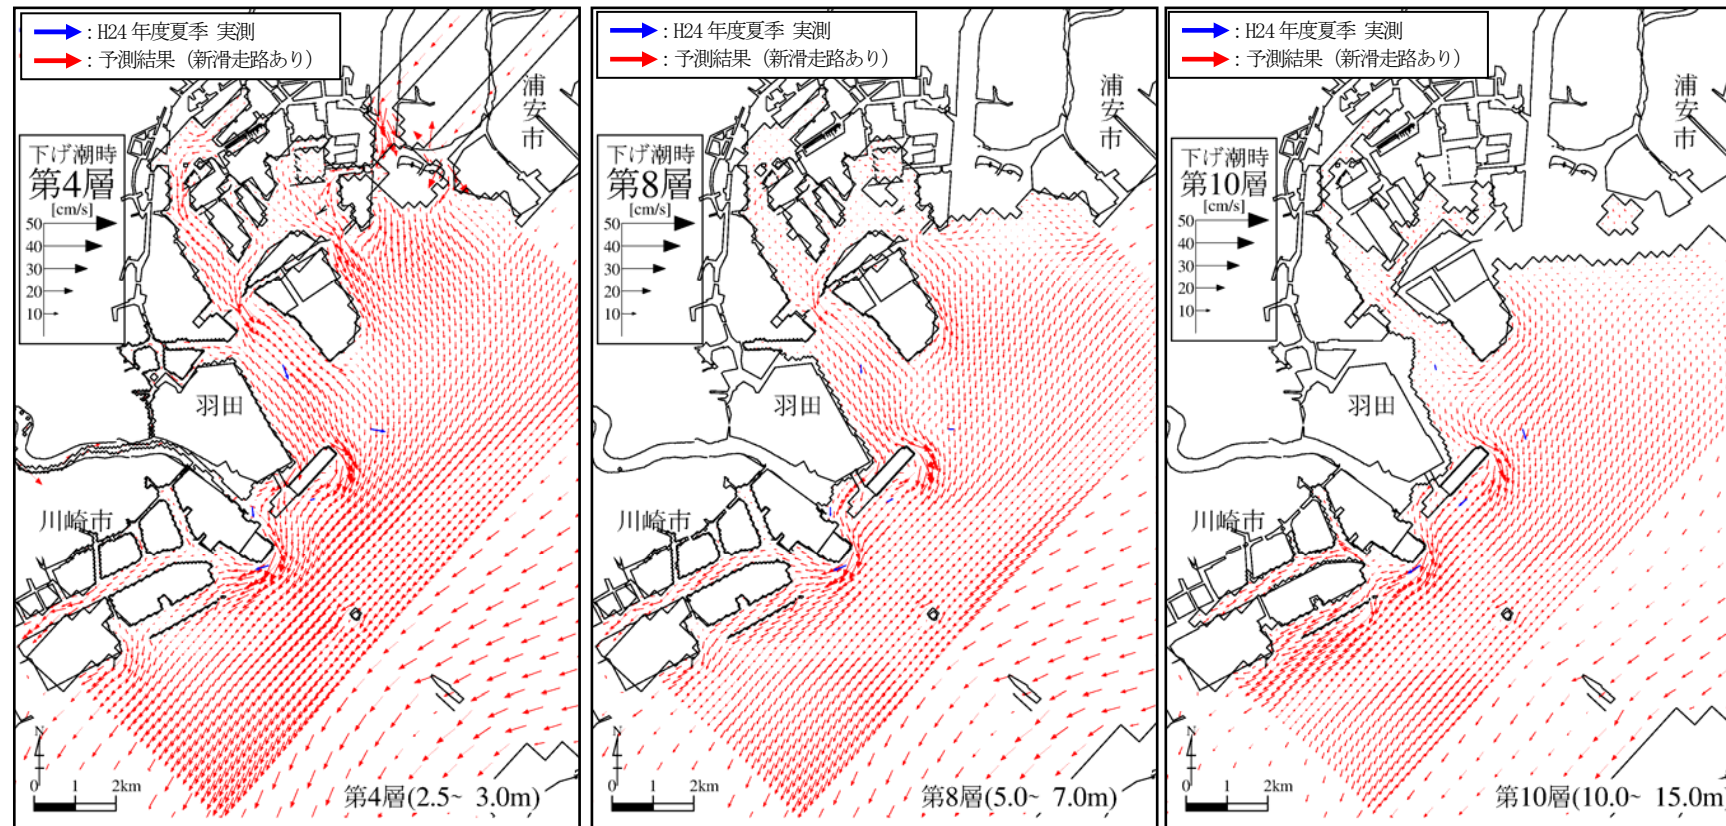 : H24 年度夏季 実測
: 予測結果（新滑走路あり）
浦安市
下げ潮時
第4層
[cm/s]
50
40
30
20
10
羽田
川崎市
N
0 1 2km
第4層(2.5~ 3.0m)
: H24 年度夏季 実測
: 予測結果（新滑走路あり）
浦安市
下げ潮時
第8層
[cm/s]
50
40
30
20
10
羽田
川崎市
N
0 1 2km
第8層(5.0~ 7.0m)
: H24 年度夏季 実測
: 予測結果（新滑走路あり）
浦安市
下げ潮時
第10層
[cm/s]
50
40
30
20
10
羽田
川崎市
N
0 1 2km
第10層(10.0~ 15.0m)